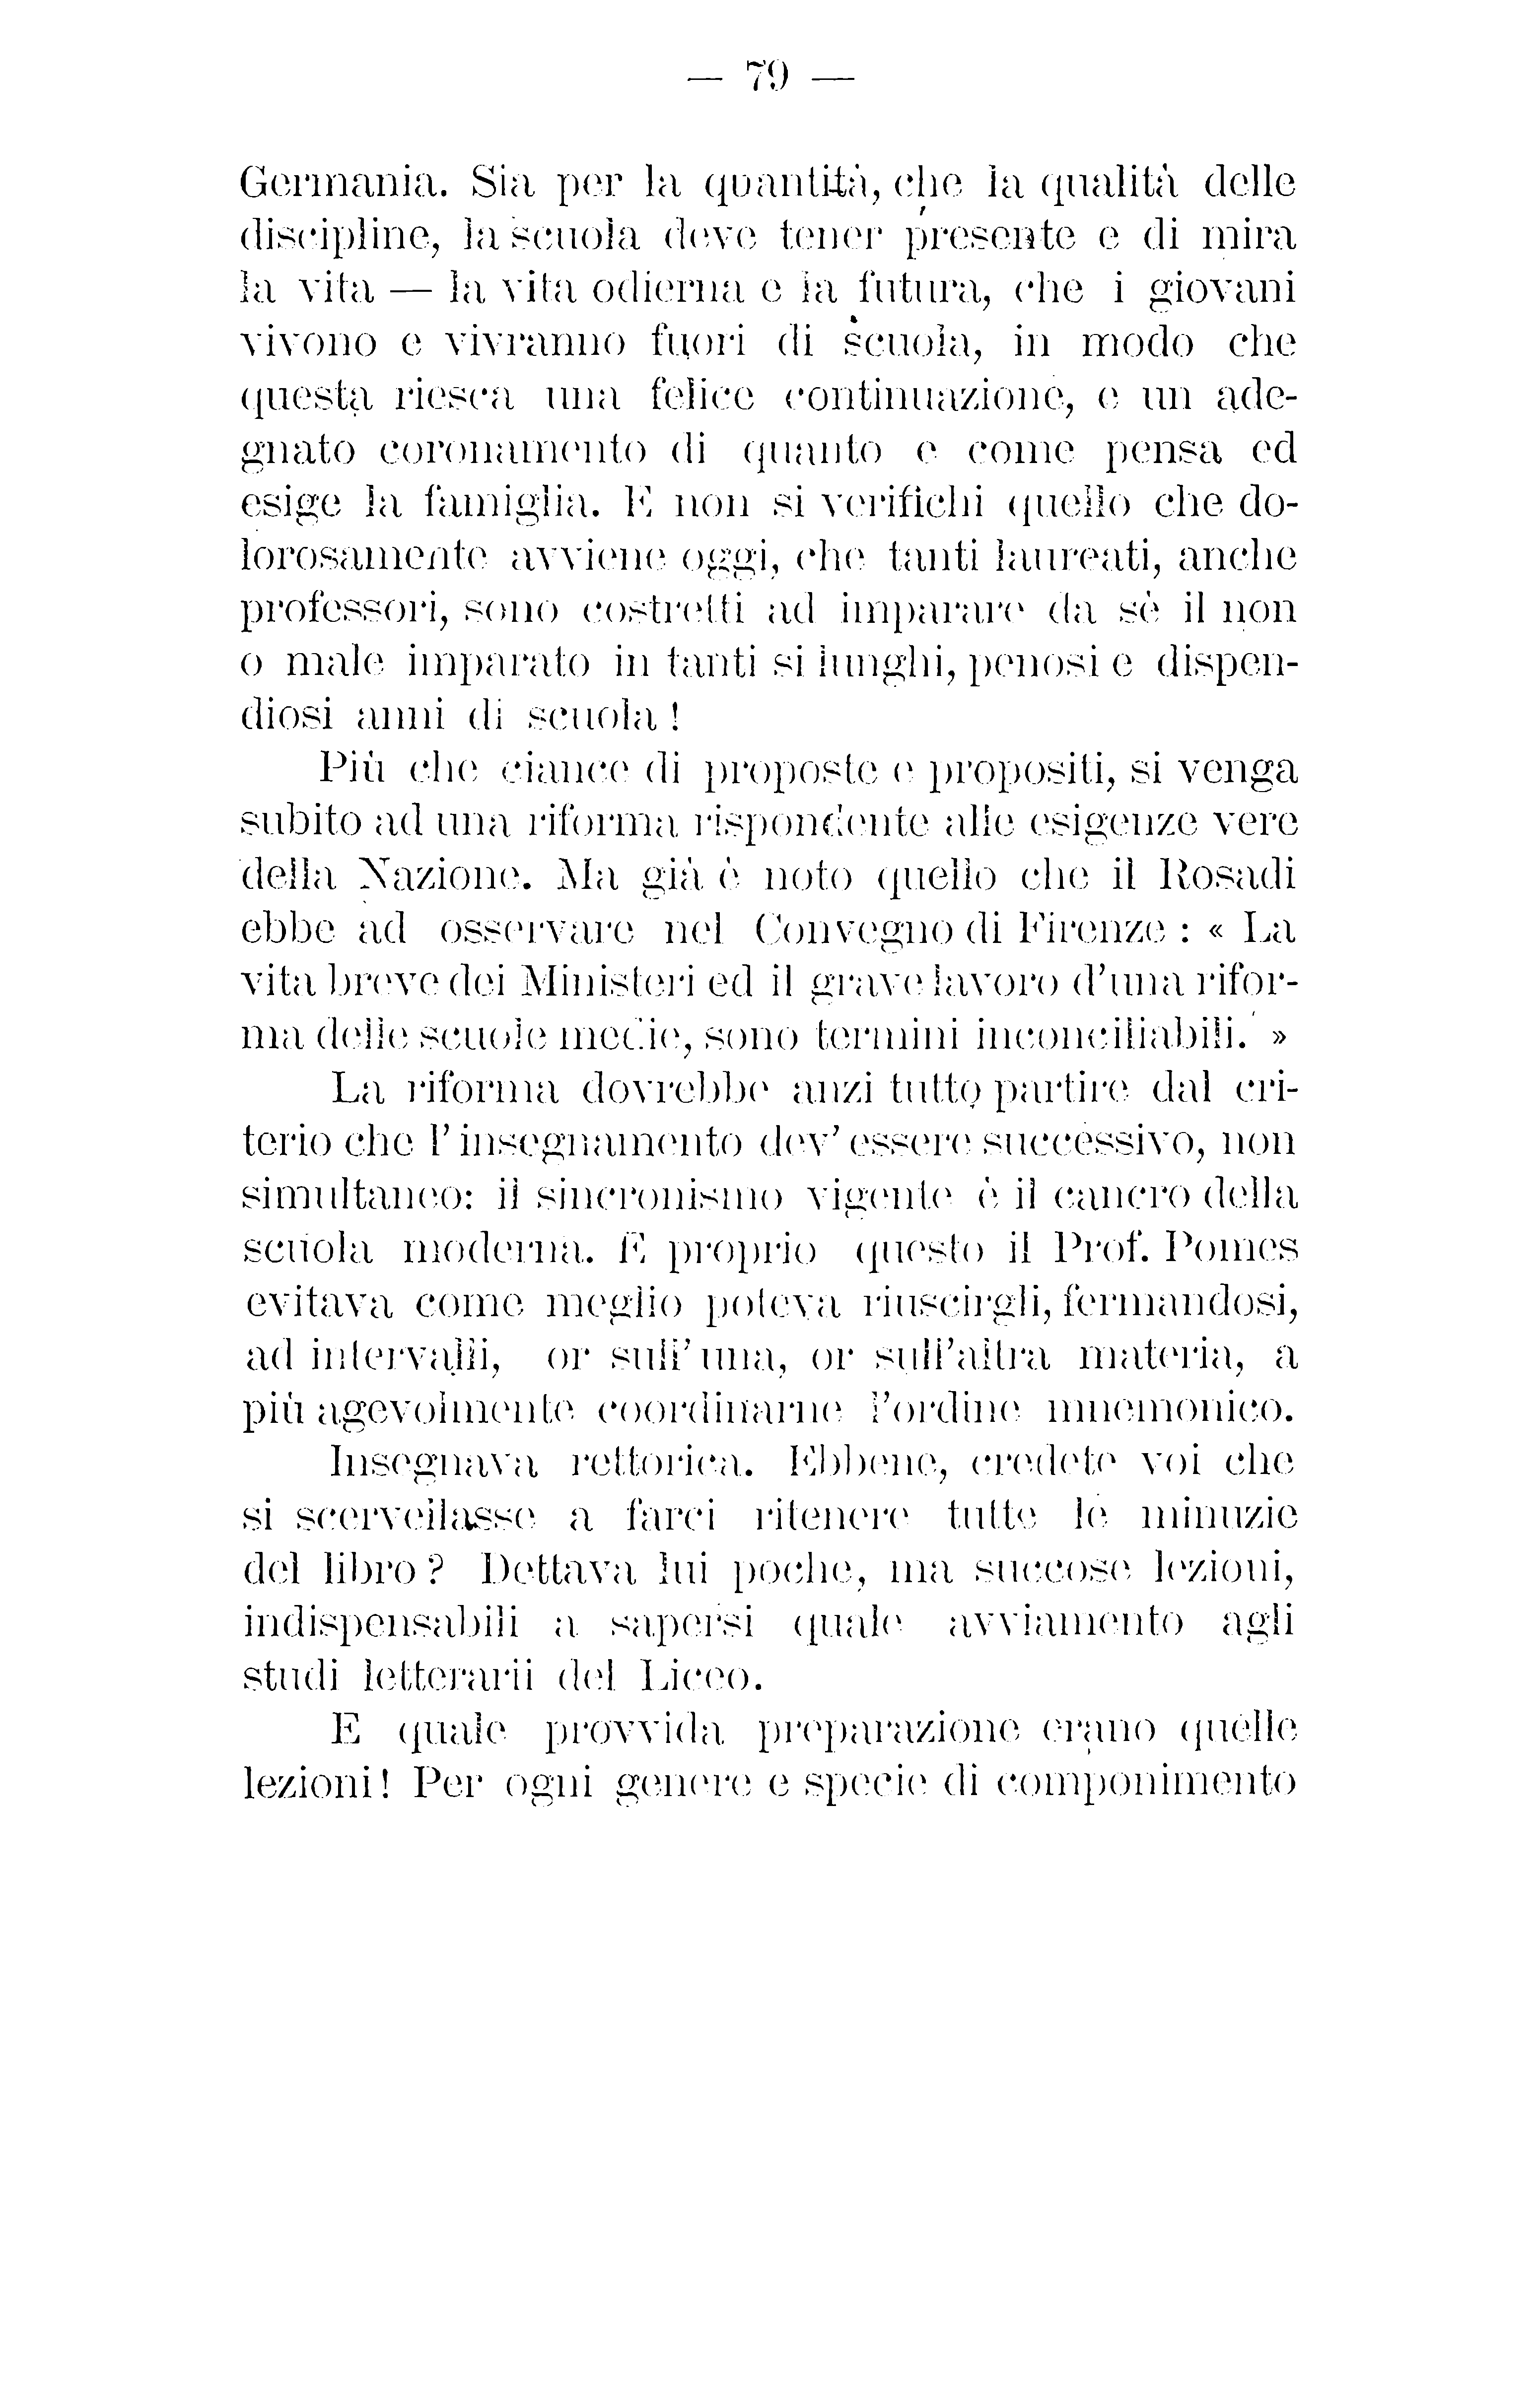 — 79 —
Germania. Sia per la quantità, che la qualità delle
discipline, la scuola deve tener presente e di mira
la vita — la vita odierna e la futura, che i giovani
vivono e vivranno fuori di scuola, in modo che
questa riesca una felice continuazione, e un ade-
gnato coronamento di quanto e come pensa ed
esige la famiglia. E non si verifichi quello che do-
lorosamente avviene oggi, che tanti laureati, anche
professori, sono costretti ad imparare da sè il non
o male imparato in tanti si lunghi, penosi e dispen-
diosi anni di scuola !
Più che ciance di proposte e propositi, si venga
subito ad una riforma rispondente alle esigenze vere
della Nazione. Ma già è noto quello che il Rosadi
ebbe ad osservare nel Convegno di Firenze : « La
vita breve dei Ministeri ed il grave lavoro d'una rifor-
ma delle scuole medie, sono termini inconciliabili. »
La riforma dovrebbe anzi tutto partire dal cri-
terio che l' insegnamento dev' essere successivo, non
simultaneo: il sincronismo vigente è il cancro della
scuola moderna. E proprio questo il Prof. Pomes
evitava come meglio poteva riuscirgli, fermandosi,
ad intervalli, or sull' una, or sull'altra materia, a
più agevolmente coordinarne l'ordine mnemonico.
Insegnava rettorica. Ebbene, credete voi che
si scervellasse a farci ritenere tutte le minuzie
del libro ? Dettava lui poche, ma succose lezioni,
indispensabili a sapersi quale avviamento agli
studi letterarii del Liceo.
E quale provvida preparazione erano quelle
lezioni! Per ogni genere e specie di componimento